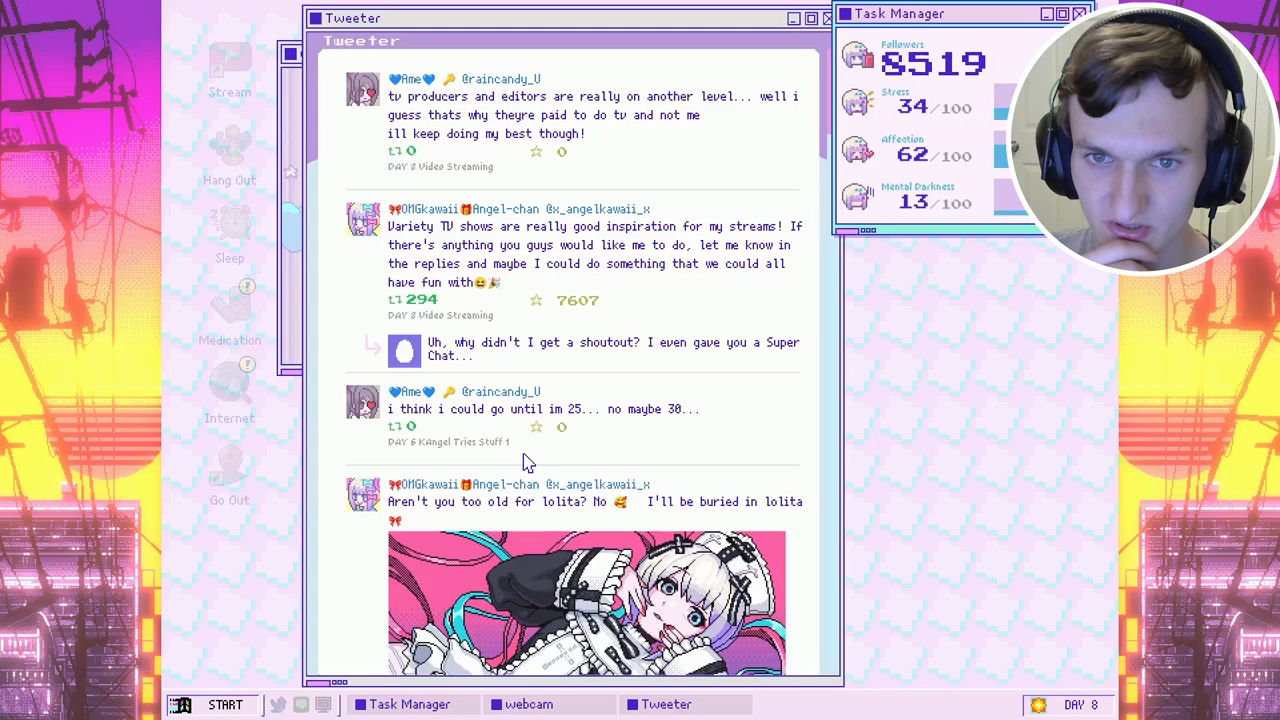 Tweeter
Tweeter
💙Ame💙 🔑 @raincandy_U
tv producers and editors are really on another level... well i
guess thats why theyre paid to do tv and not me
ill keep doing my best though!
0 0
DAY 8 Video Streaming
🎀OMGkawaii🎁Angel-chan @x_angelkawaii_x
Variety TV shows are really good inspiration for my streams! If
there's anything you guys would like me to do, let me know in
the replies and maybe I could do something that we could all
have fun with😆🎉
294 7607
DAY 8 Video Streaming
Uh, why didn't I get a shoutout? I even gave you a Super
Chat...
💙Ame💙 🔑 @raincandy_U
i think i could go until im 25... no maybe 30...
0 0
DAY 6 KAngel Tries Stuff 1
🎀OMGkawaii🎁Angel-chan @x_angelkawaii_x
Aren't you too old for lolita? No 🥰 I'll be buried in lolita
🎀
Task Manager
Followers
8519
Stress
34/100
Affection
62/100
Mental Darkness
13/100
Stream
Hang Out
Sleep
Medication
Internet
Go Out
START
Task Manager
webcam
Tweeter
DAY 8